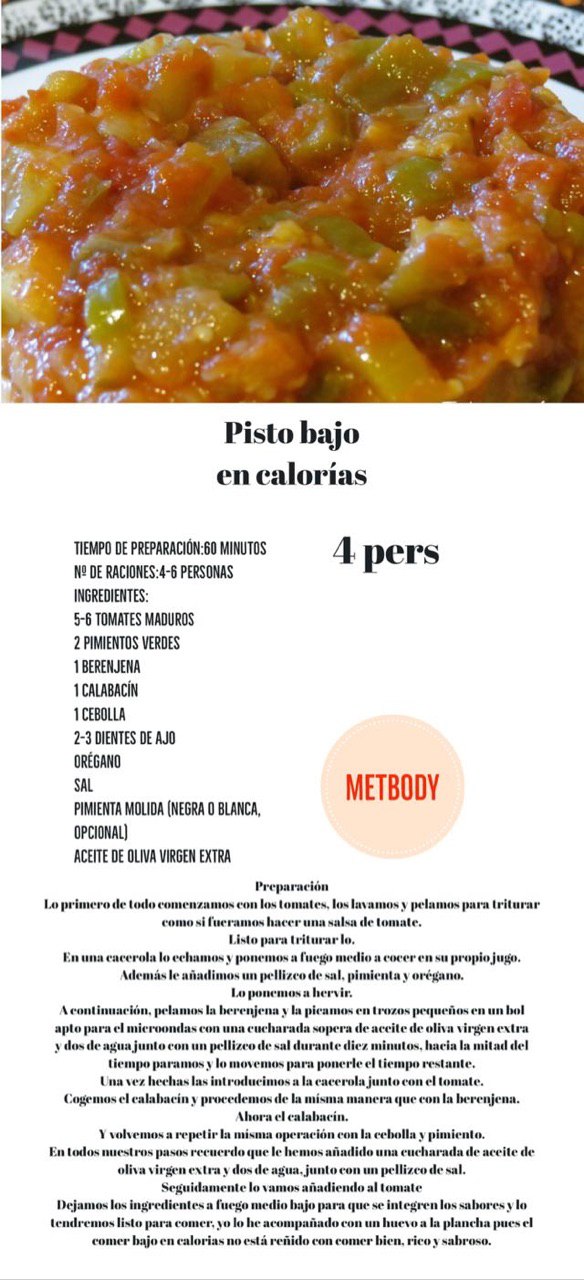 Pisto bajo
en calorías
TIEMPO DE PREPARACIÓN:60 MINUTOS
Nº DE RACIONES:4-6 PERSONAS
INGREDIENTES:
5-6 TOMATES MADUROS
2 PIMIENTOS VERDES
1 BERENJENA
1 CALABACÍN
1 CEBOLLA
2-3 DIENTES DE AJO
ORÉGANO
SAL
PIMIENTA MOLIDA (NEGRA O BLANCA,
OPCIONAL)
ACEITE DE OLIVA VIRGEN EXTRA
4 pers
METBODY
Preparación
Lo primero de todo comenzamos con los tomates, los lavamos y pelamos para triturar
como si fueramos hacer una salsa de tomate.
Listo para triturar lo.
En una cacerola lo echamos y ponemos a fuego medio a cocer en su propio jugo.
Además le añadimos un pellizco de sal, pimienta y orégano.
Lo ponemos a hervir.
A continuación, pelamos la berenjena y la picamos en trozos pequeños en un bol
apto para el microondas con una cucharada sopera de aceite de oliva virgen extra
y dos de agua junto con un pellizco de sal durante diez minutos, hacia la mitad del
tiempo paramos y lo movemos para ponerle el tiempo restante.
Una vez hechas las introducimos a la cacerola junto con el tomate.
Cogemos el calabacín y procedemos de la misma manera que con la berenjena.
Ahora el calabacín.
Y volvemos a repetir la misma operación con la cebolla y pimiento.
En todos nuestros pasos recuerdo que le hemos añadido una cucharada de aceite de
oliva virgen extra y dos de agua, junto con un pellizco de sal.
Seguidamente lo vamos añadiendo al tomate
Dejamos los ingredientes a fuego medio bajo para que se integren los sabores y lo
tendremos listo para comer, yo lo he acompañado con un huevo a la plancha pues el
comer bajo en calorias no está reñido con comer bien, rico y sabroso.